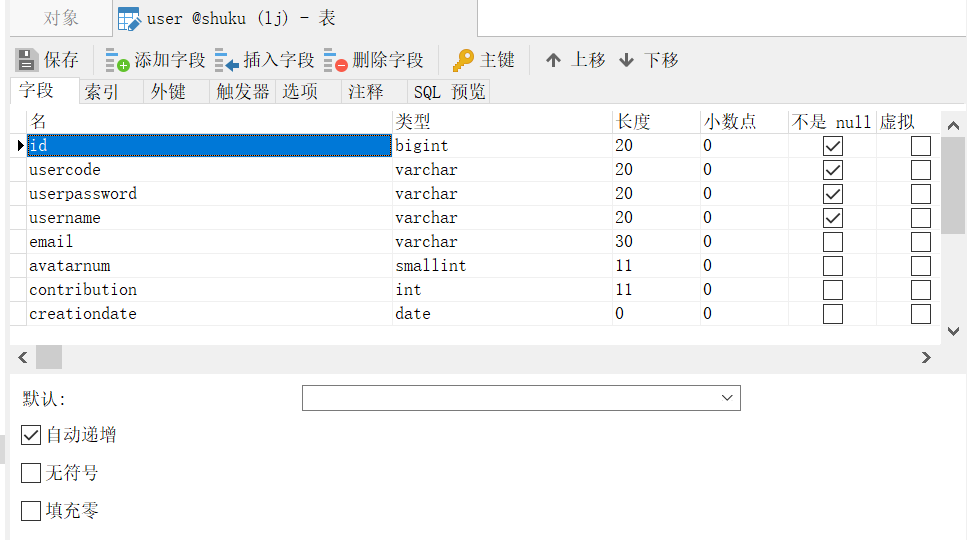 对象 user @shuku (lj) - 表
保存 添加字段 插入字段 删除字段 主键 上移 下移
字段 索引 外键 触发器 选项 注释 SQL 预览
名 类型 长度 小数点 不是 null 虚拟
id bigint 20 0
usercode varchar 20 0
userpassword varchar 20 0
username varchar 20 0
email varchar 30 0
avatarnum smallint 11 0
contribution int 11 0
creationdate date 0 0
默认:
自动递增
无符号
填充零